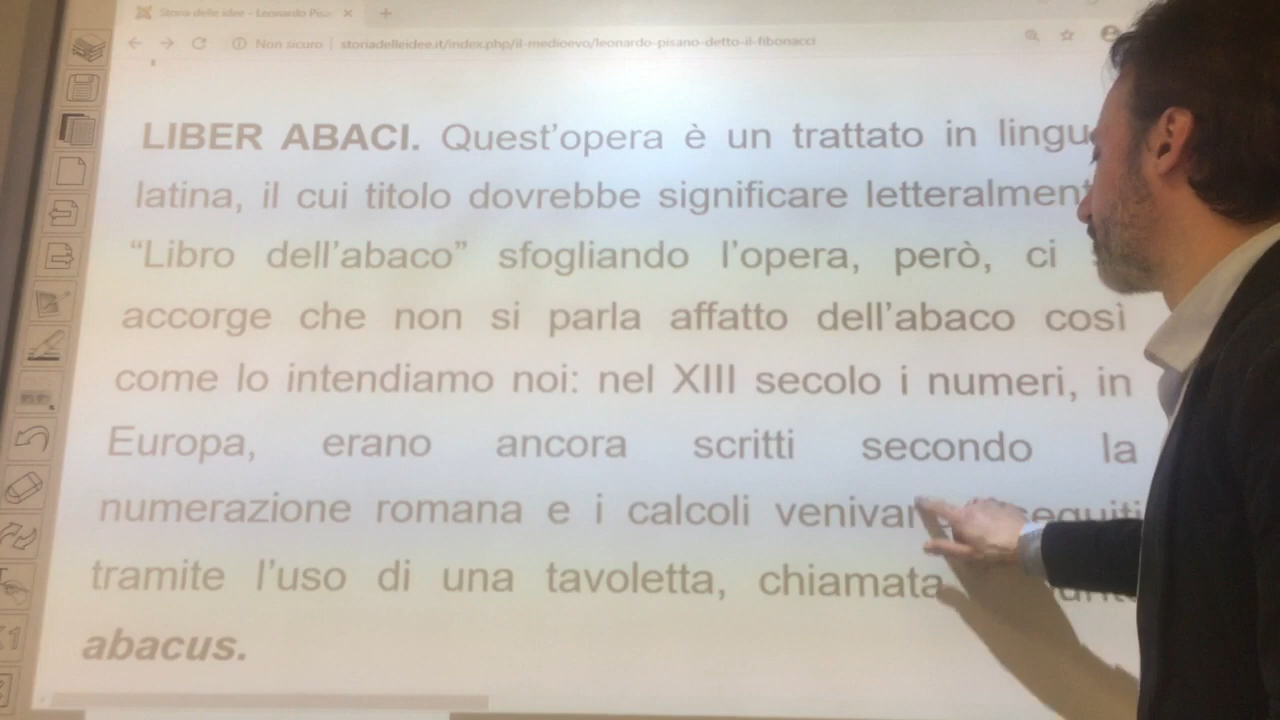 Storia delle idee - Leonardo Pisa
Non sicuro | storiadelleidee.it/index.php/il-medioevo/leonardo-pisano-detto-il-fibonacci
LIBER ABACI. Quest'opera è un trattato in lingu
latina, il cui titolo dovrebbe significare letteralment
“Libro dell'abaco” sfogliando l'opera, però, ci
accorge che non si parla affatto dell'abaco così
come lo intendiamo noi: nel XIII secolo i numeri, in
Europa, erano ancora scritti secondo la
numerazione romana e i calcoli venivan seguiti
tramite l'uso di una tavoletta, chiamata
abacus.